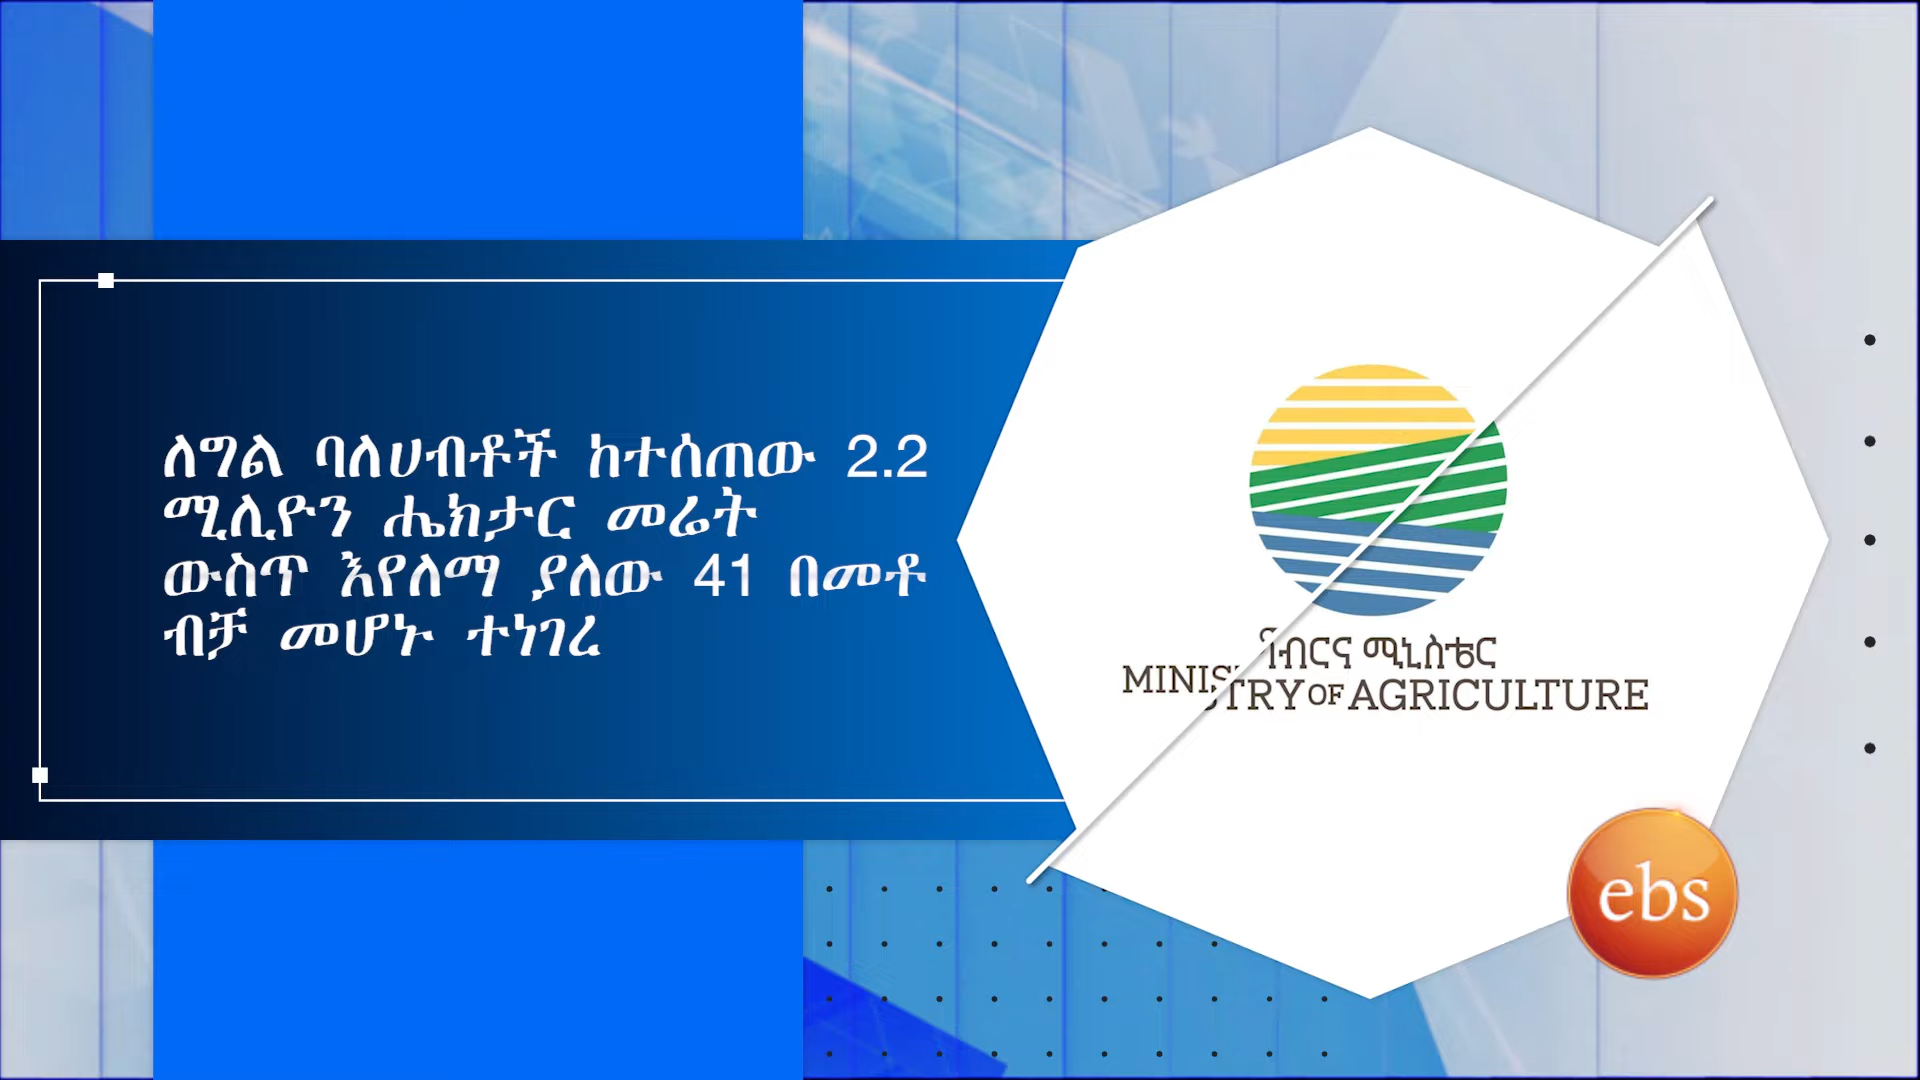 ለግል ባለሀብቶች ከተሰጠው 2.2
ሚሊዮን ሔክታር መሬት
ውስጥ እየለማ ያለው 41 በመቶ
ብቻ መሆኑ ተነገረ
ግብርና ሚኒስቴር
MINISTRY OF AGRICULTURE
ebs